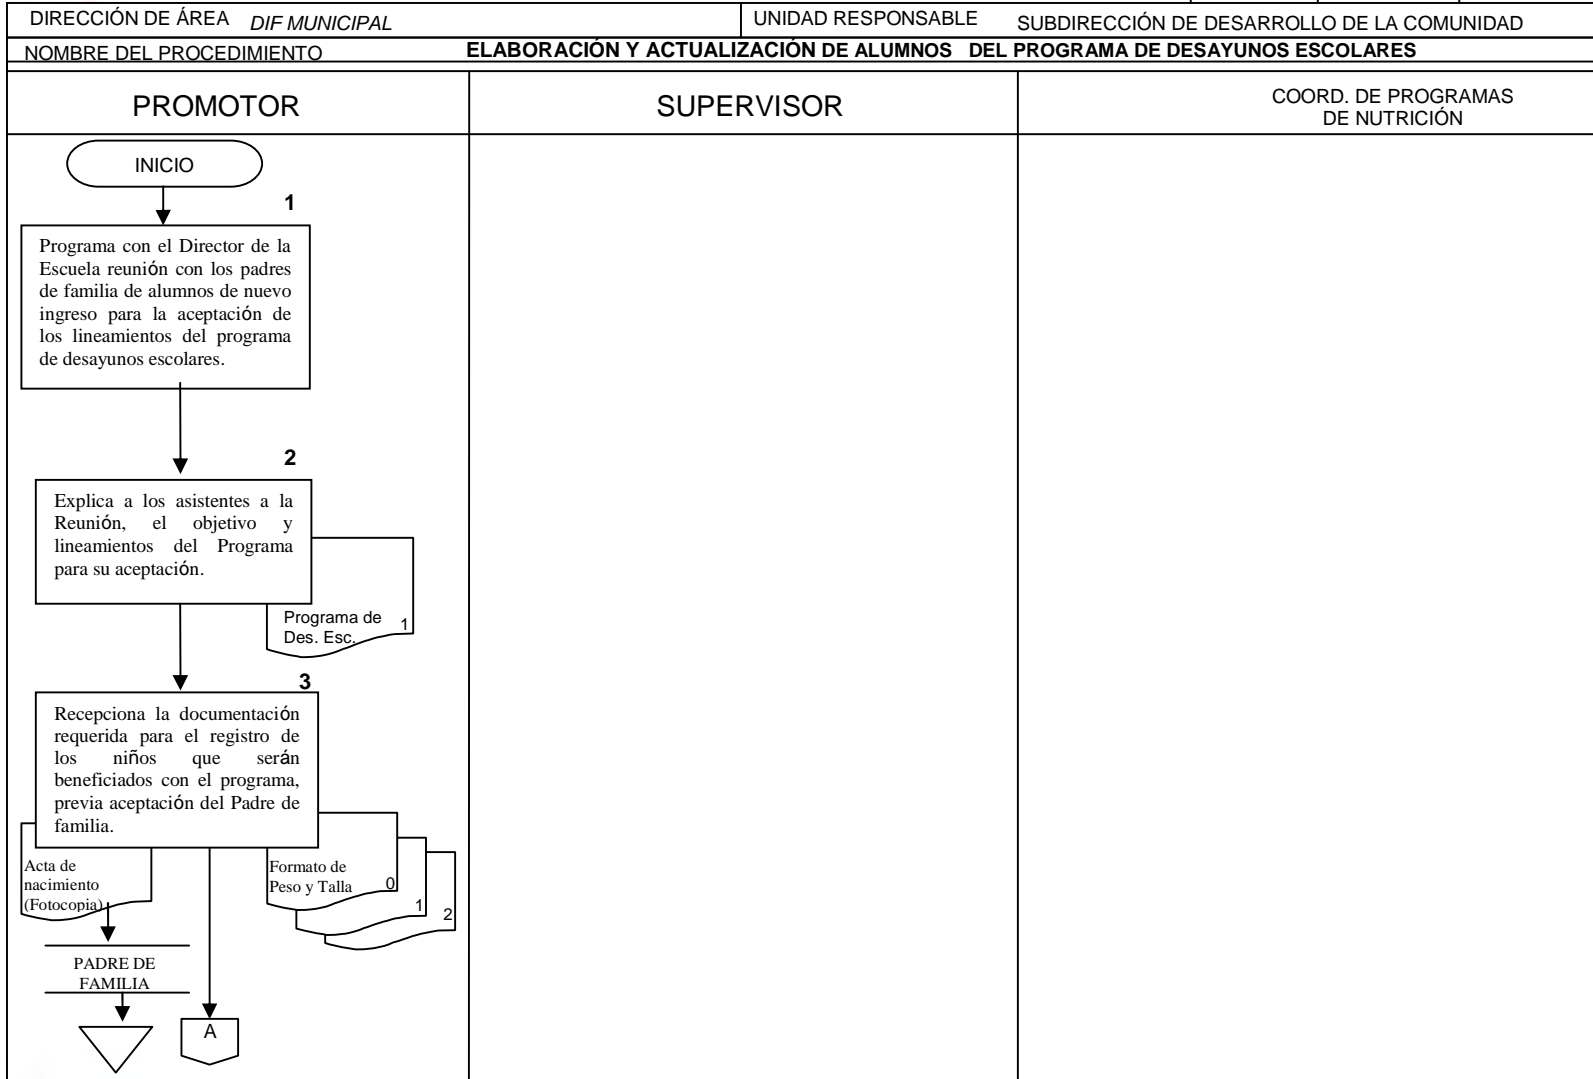 DIRECCIÓN DE ÁREA DIF MUNICIPAL UNIDAD RESPONSABLE SUBDIRECCIÓN DE DESARROLLO DE LA COMUNIDAD
NOMBRE DEL PROCEDIMIENTO ELABORACIÓN Y ACTUALIZACIÓN DE ALUMNOS DEL PROGRAMA DE DESAYUNOS ESCOLARES
PROMOTOR
SUPERVISOR
COORD. DE PROGRAMAS
DE NUTRICIÓN
INICIO
1
Programa con el Director de la
Escuela reunión con los padres
de familia de alumnos de nuevo
ingreso para la aceptación de
los lineamientos del programa
de desayunos escolares.
2
Explica a los asistentes a la
Reunión, el objetivo y
lineamientos del Programa
para su aceptación.
Programa de
Des. Esc.
1
3
Recepciona la documentación
requerida para el registro de
los niños que serán
beneficiados con el programa,
previa aceptación del Padre de
familia.
Acta de
nacimiento
(Fotocopia)
Formato de
Peso y Talla
0
1
2
PADRE DE
FAMILIA
A